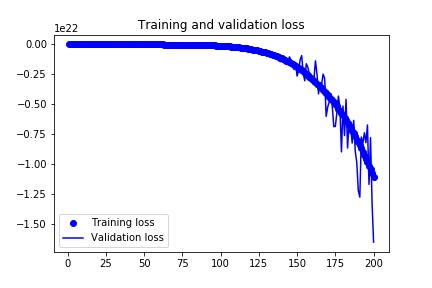 Training and validation loss
1e22
0.00
−0.25
−0.50
−0.75
−1.00
−1.25
−1.50
Training loss
Validation loss
0 25 50 75 100 125 150 175 200